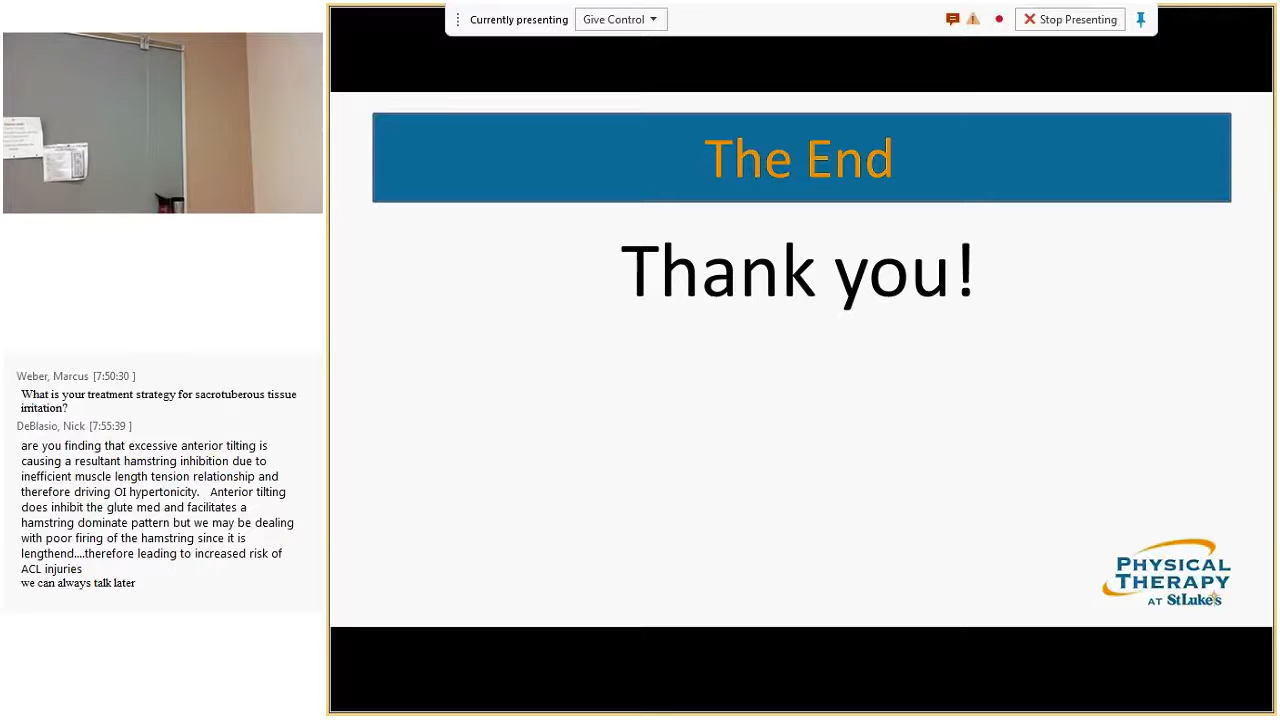 Currently presenting
Give Control
Stop Presenting
The End
Thank you!
PHYSICAL
THERAPY
AT StLuke's
Weber, Marcus [7:50:30 ]
What is your treatment strategy for sacrotuberous tissue
irritation?
DeBlasio, Nick [7:55:39 ]
are you finding that excessive anterior tilting is
causing a resultant hamstring inhibition due to
inefficient muscle length tension relationship and
therefore driving OI hypertonicity.   Anterior tilting
does inhibit the glute med and facilitates a
hamstring dominate pattern but we may be dealing
with poor firing of the hamstring since it is
lengthend....therefore leading to increased risk of
ACL injuries
we can always talk later